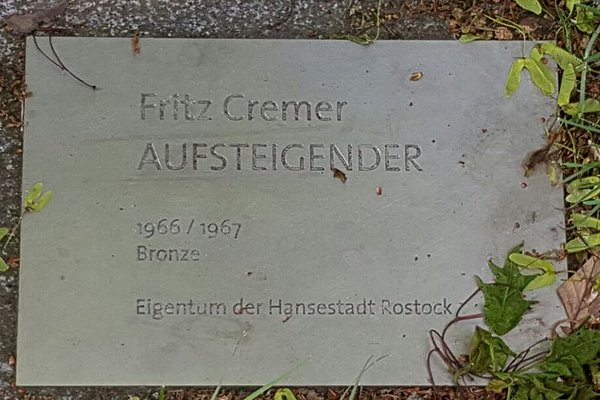 Fritz Cremer
AUFSTEIGENDER
1966 / 1967
Bronze
Eigentum der Hansestadt Rostock